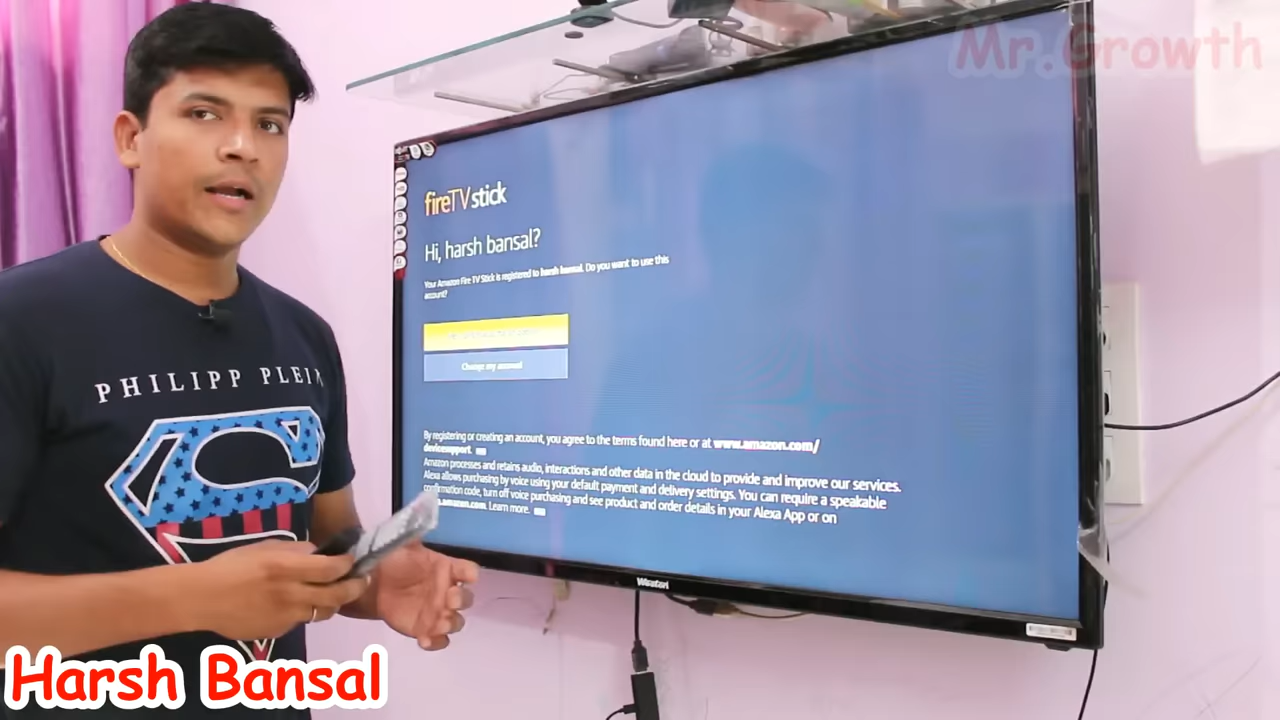 Mr.Growth
fireTVstick
Hi, harsh bansal?
Your Amazon Fire TV Stick is registered to harsh bansal. Do you want to use this
account?
Change my account
By registering or creating an account, you agree to the terms found here or at www.amazon.com/
devicesupport.
Amazon processes and retains audio, interactions and other data in the cloud to provide and improve our services.
Alexa allows purchasing by voice using your default payment and delivery settings. You can require a speakable
confirmation code, turn off voice purchasing and see product and order details in your Alexa App or on
.amazon.com. Learn more.
PHILIPP PLEIN
Harsh Bansal